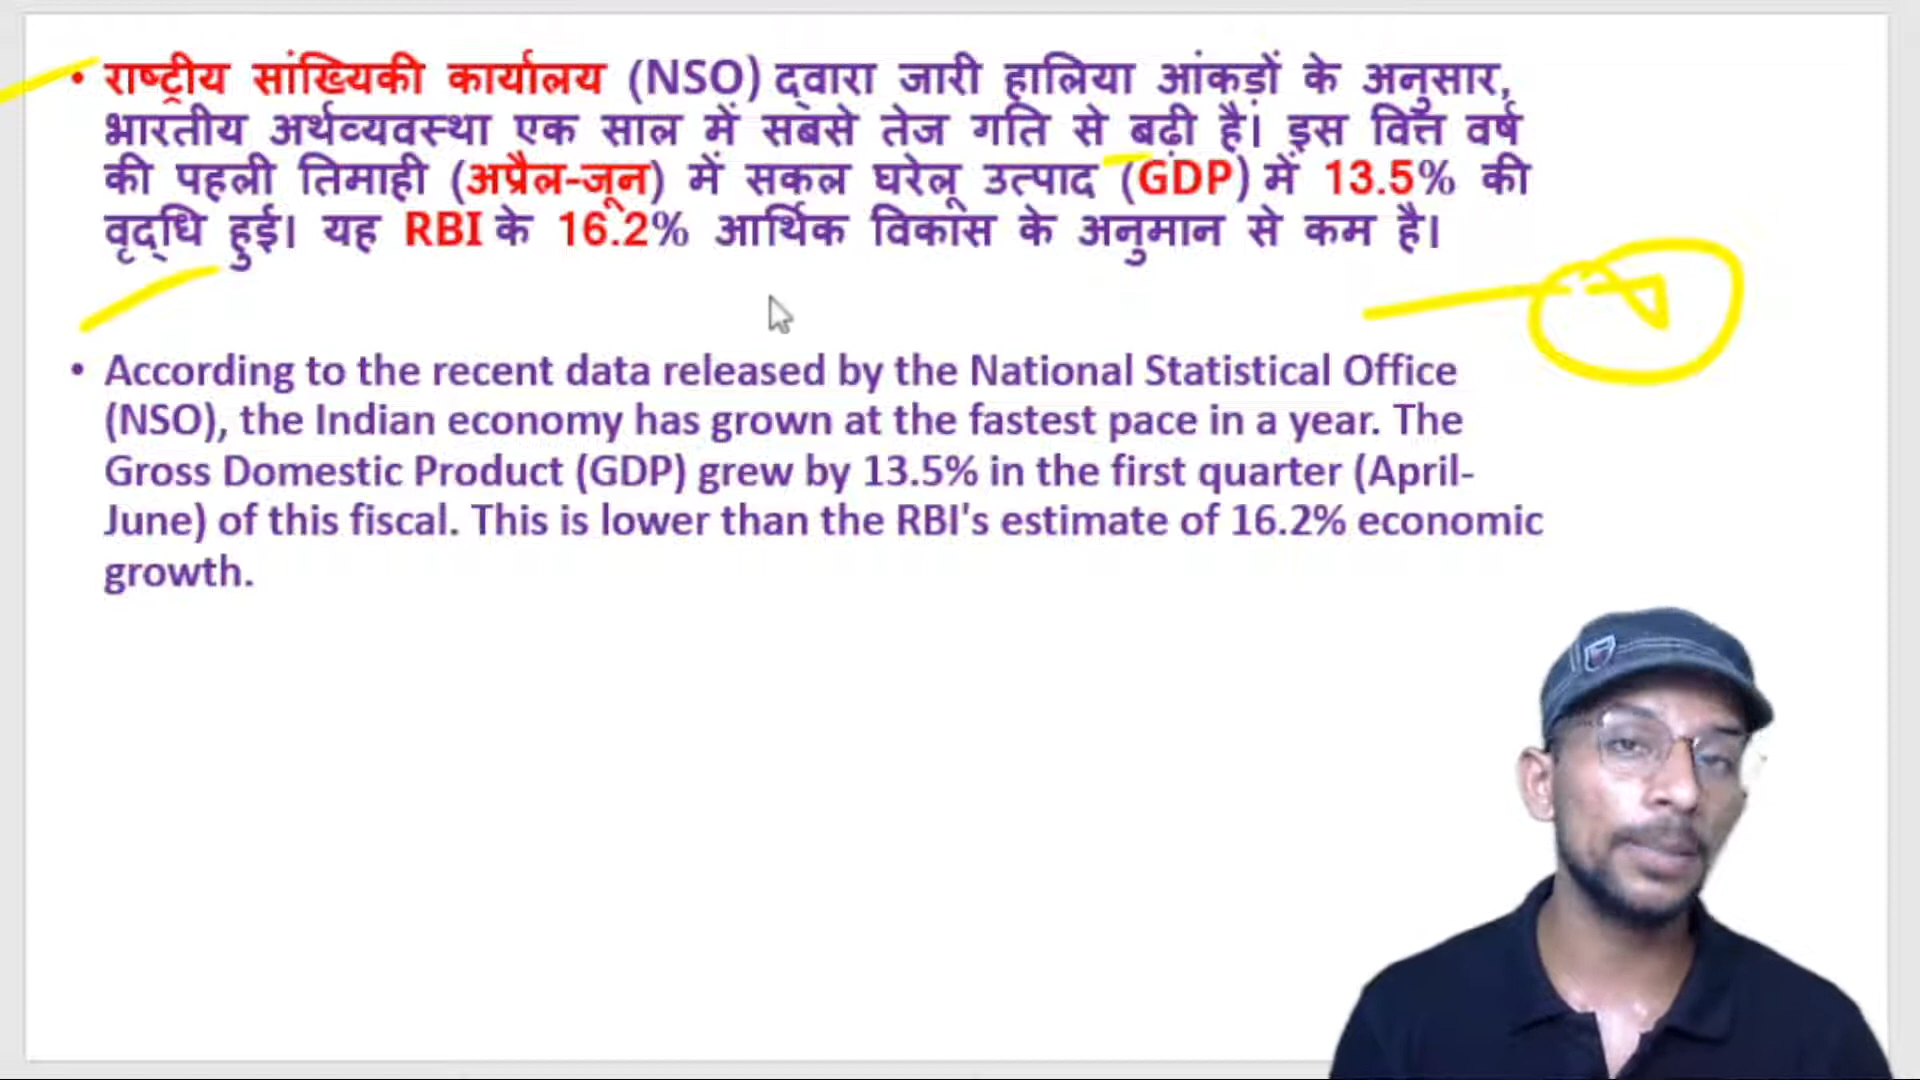 • राष्ट्रीय सांख्यिकी कार्यालय (NSO) द्वारा जारी हालिया आंकड़ों के अनुसार,
भारतीय अर्थव्यवस्था एक साल में सबसे तेज गति से बढ़ी है। इस वित्त वर्ष
की पहली तिमाही (अप्रैल-जून) में सकल घरेलू उत्पाद (GDP) में 13.5% की
वृद्धि हुई। यह RBI के 16.2% आर्थिक विकास के अनुमान से कम है।
• According to the recent data released by the National Statistical Office
(NSO), the Indian economy has grown at the fastest pace in a year. The
Gross Domestic Product (GDP) grew by 13.5% in the first quarter (April-
June) of this fiscal. This is lower than the RBI's estimate of 16.2% economic
growth.